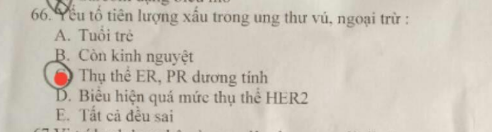 66. Yếu tố tiên lượng xấu trong ung thư vú, ngoại trừ :
A. Tuổi trẻ
B. Còn kinh nguyệt
Thụ thể ER, PR dương tính
D. Biểu hiện quá mức thụ thể HER2
E. Tất cả đều sai